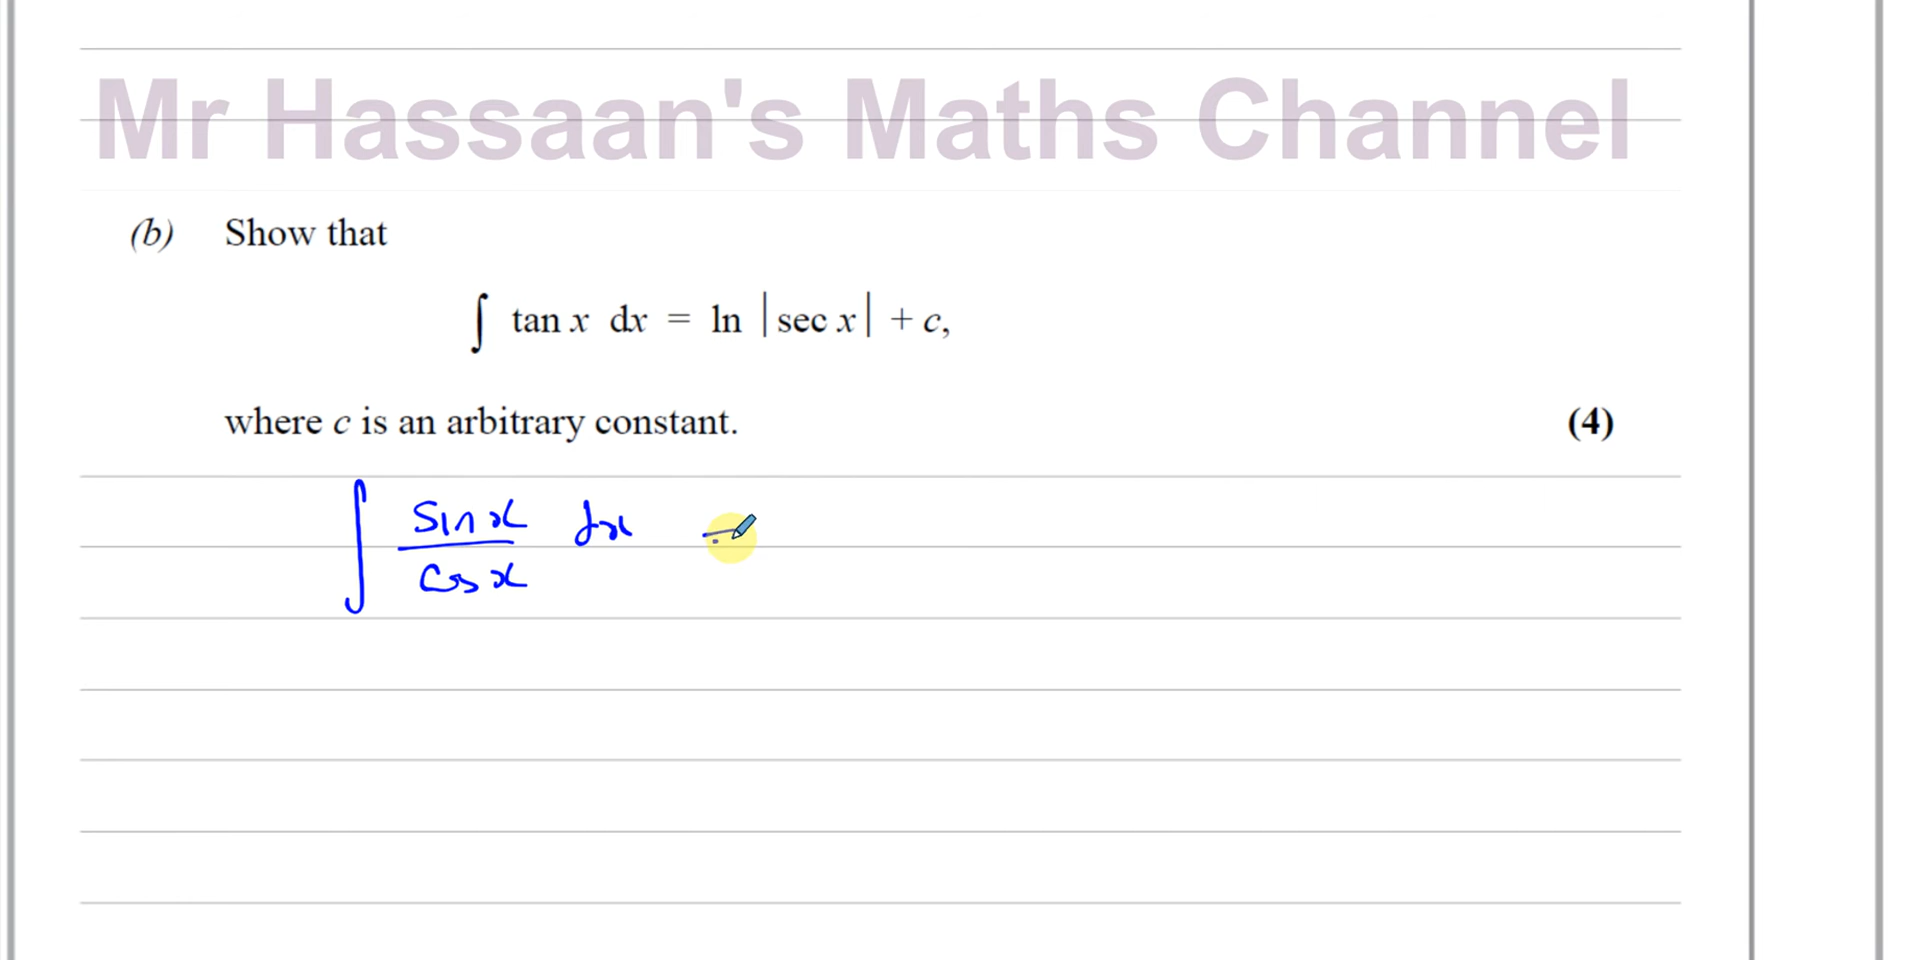 Mr Hassaan's Maths Channel
(b) Show that
∫ tan x dx = ln |sec x| + c,
where c is an arbitrary constant. (4)
∫ sin x / cos x dx =